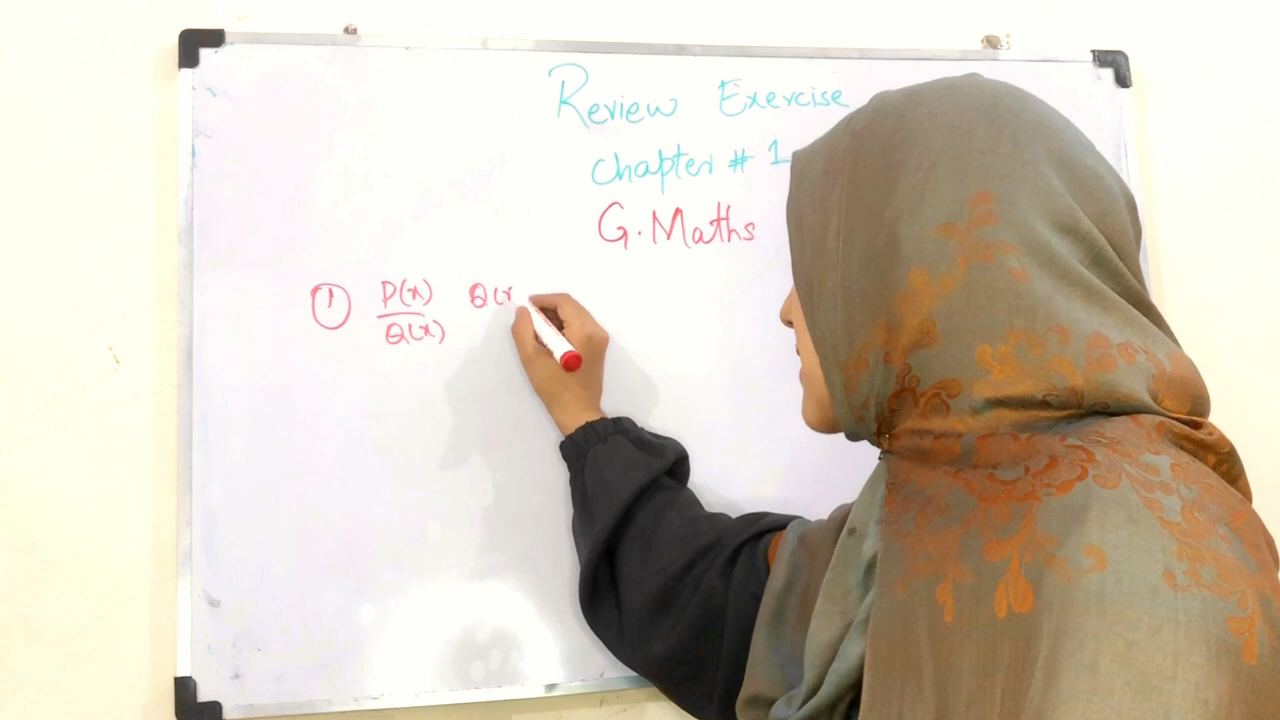 Review Exercise
Chapter # 1
G. Maths
① P(x) Q(x
Q(x)